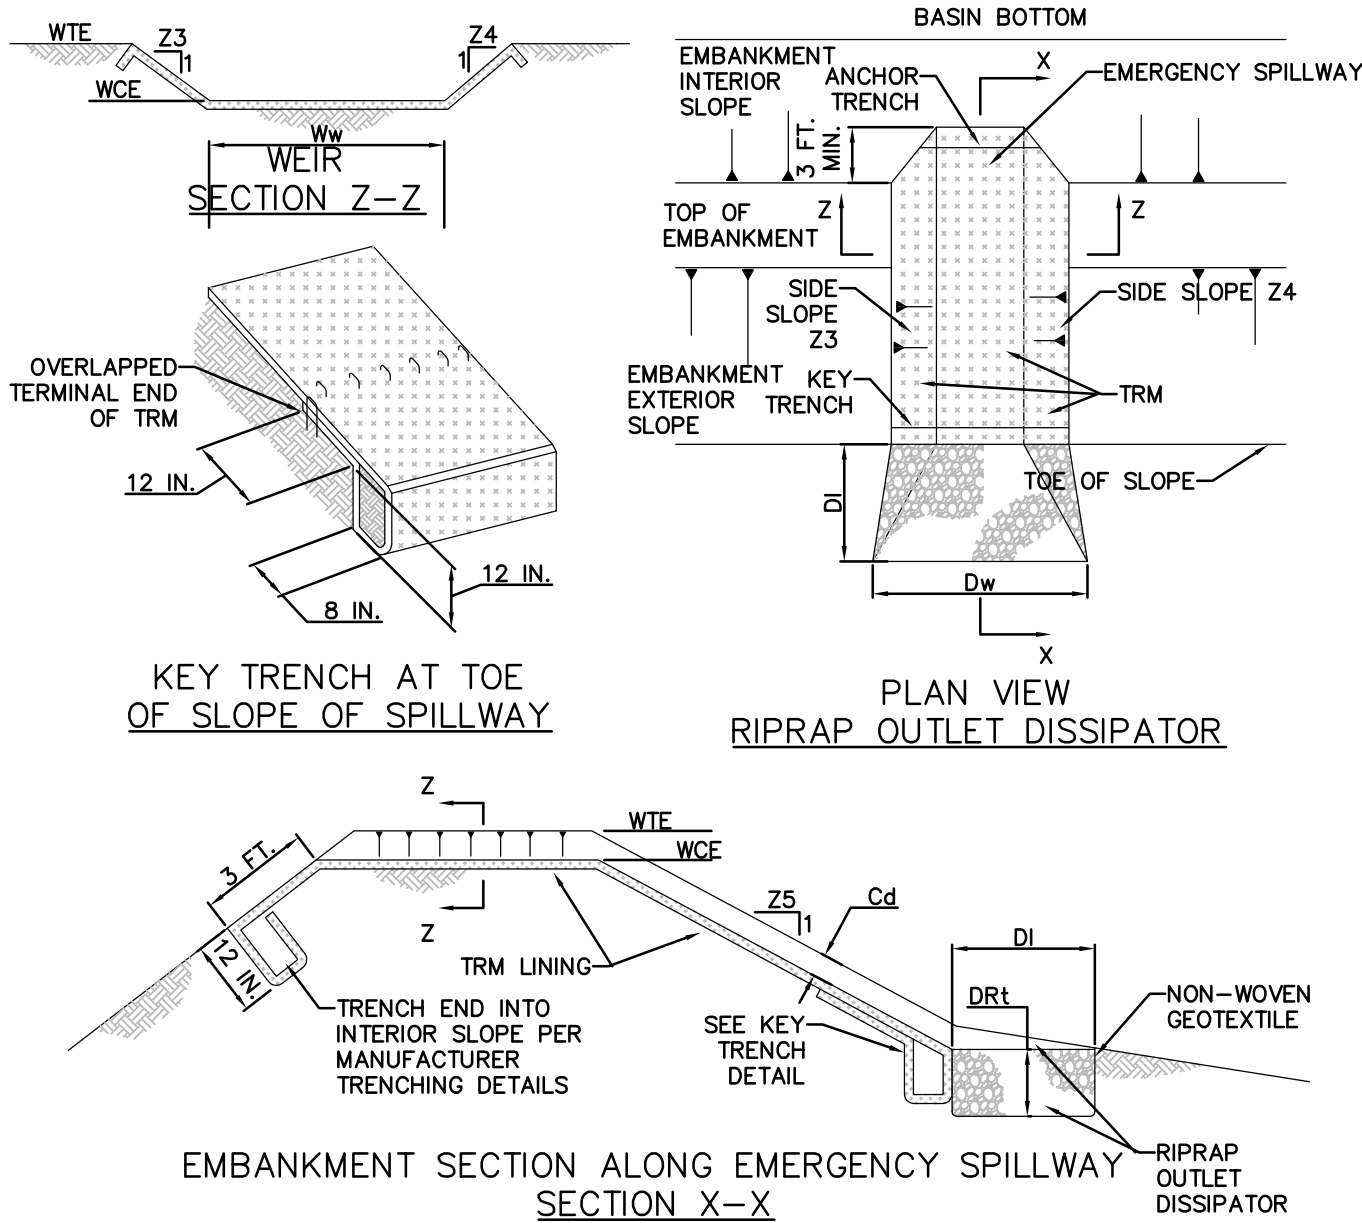 WTE
Z3
1
Z4
1
WCE
Ww
WEIR
SECTION Z-Z
OVERLAPPED
TERMINAL END
OF TRM
12 IN.
8 IN.
12 IN.
KEY TRENCH AT TOE
OF SLOPE OF SPILLWAY
BASIN BOTTOM
EMBANKMENT
INTERIOR
SLOPE
ANCHOR
TRENCH
X
EMERGENCY SPILLWAY
3 FT.
MIN.
TOP OF
EMBANKMENT
Z
Z
SIDE
SLOPE
Z3
SIDE SLOPE Z4
EMBANKMENT
EXTERIOR
SLOPE
KEY
TRENCH
TRM
TOE OF SLOPE
Dl
Dw
X
PLAN VIEW
RIPRAP OUTLET DISSIPATOR
Z
WTE
WCE
3 FT.
Z5
1
Cd
Z
12 IN.
TRM LINING
TRENCH END INTO
INTERIOR SLOPE PER
MANUFACTURER
TRENCHING DETAILS
SEE KEY
TRENCH
DETAIL
Dl
DRt
NON-WOVEN
GEOTEXTILE
RIPRAP
OUTLET
DISSIPATOR
EMBANKMENT SECTION ALONG EMERGENCY SPILLWAY
SECTION X-X